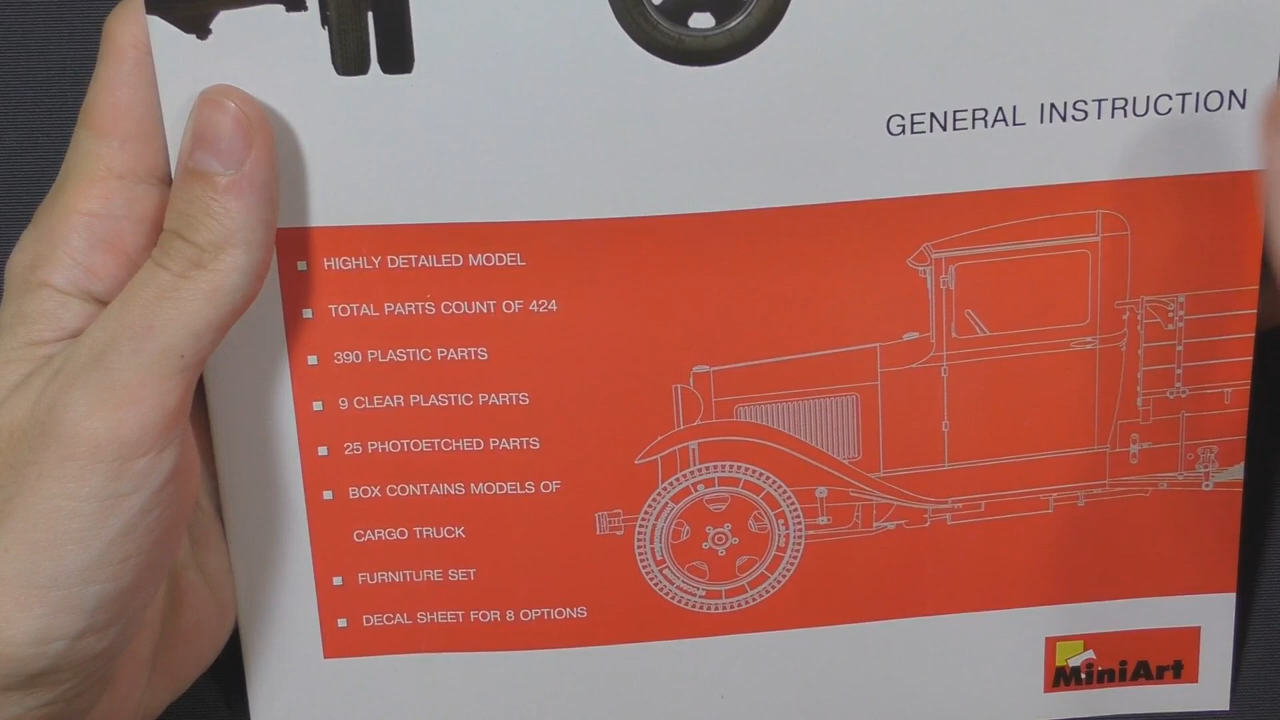 GENERAL INSTRUCTION
HIGHLY DETAILED MODEL
TOTAL PARTS COUNT OF 424
390 PLASTIC PARTS
9 CLEAR PLASTIC PARTS
25 PHOTOETCHED PARTS
BOX CONTAINS MODELS OF
CARGO TRUCK
FURNITURE SET
DECAL SHEET FOR 8 OPTIONS
MiniArt